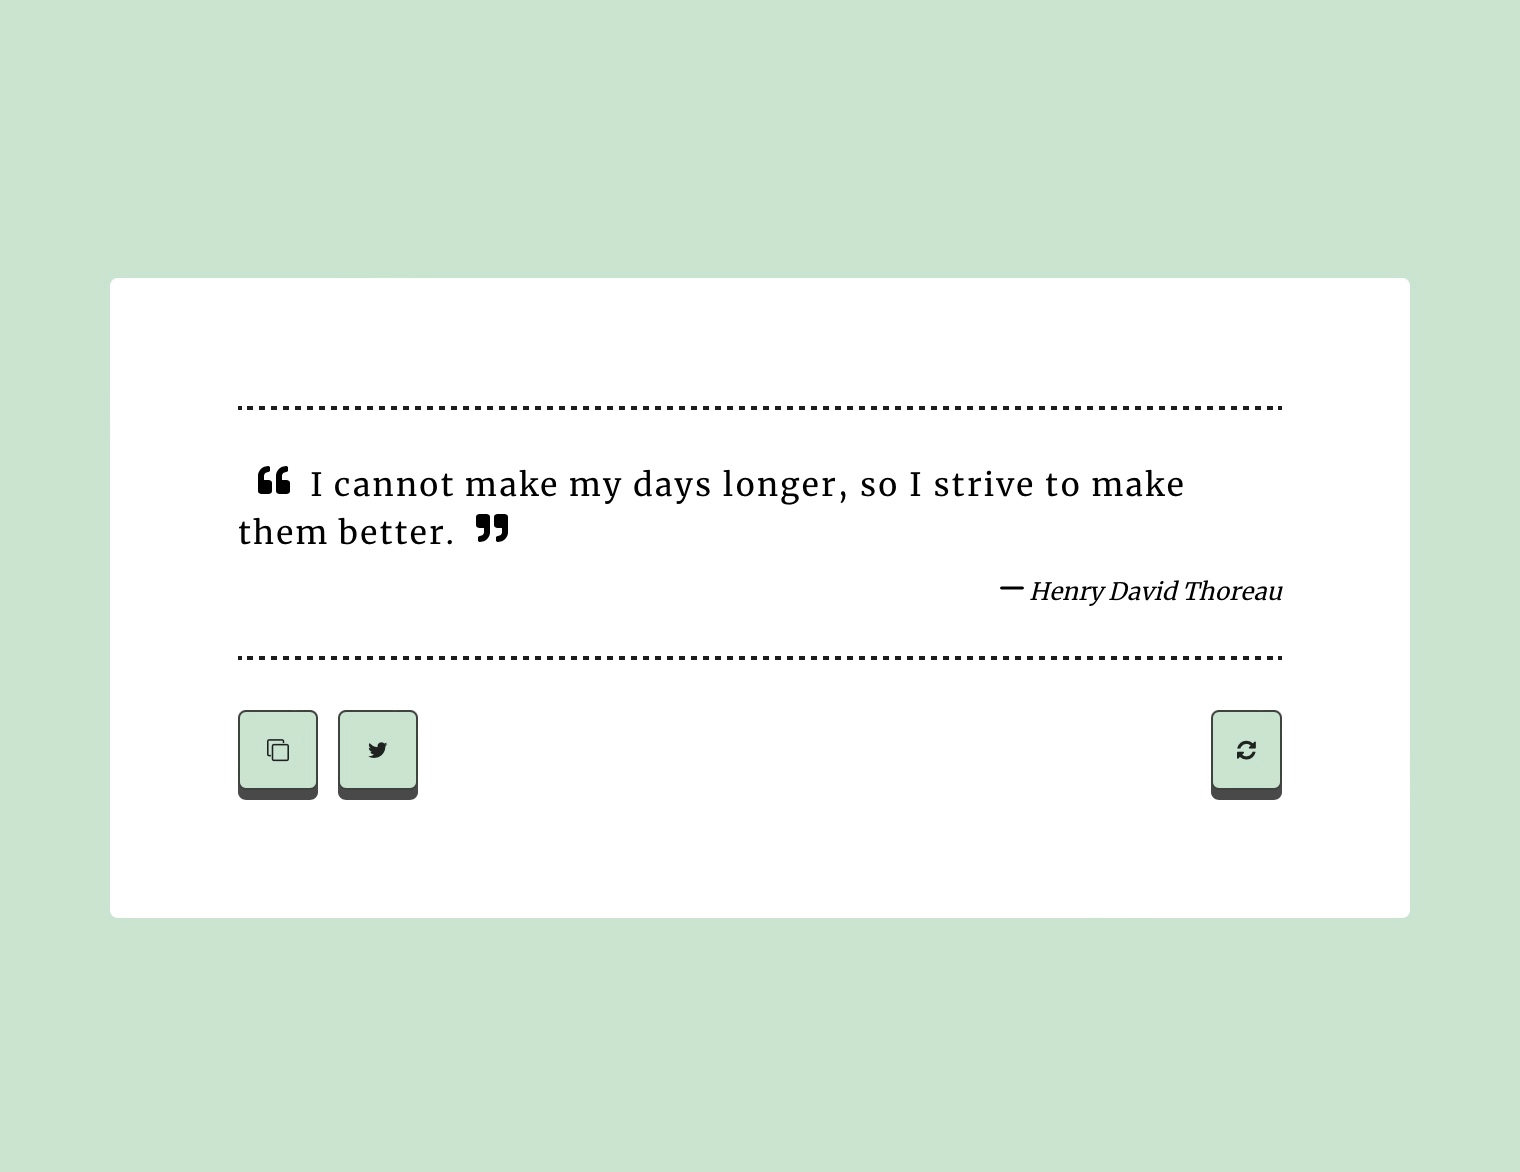 “ I cannot make my days longer, so I strive to make
them better. ”
— Henry David Thoreau